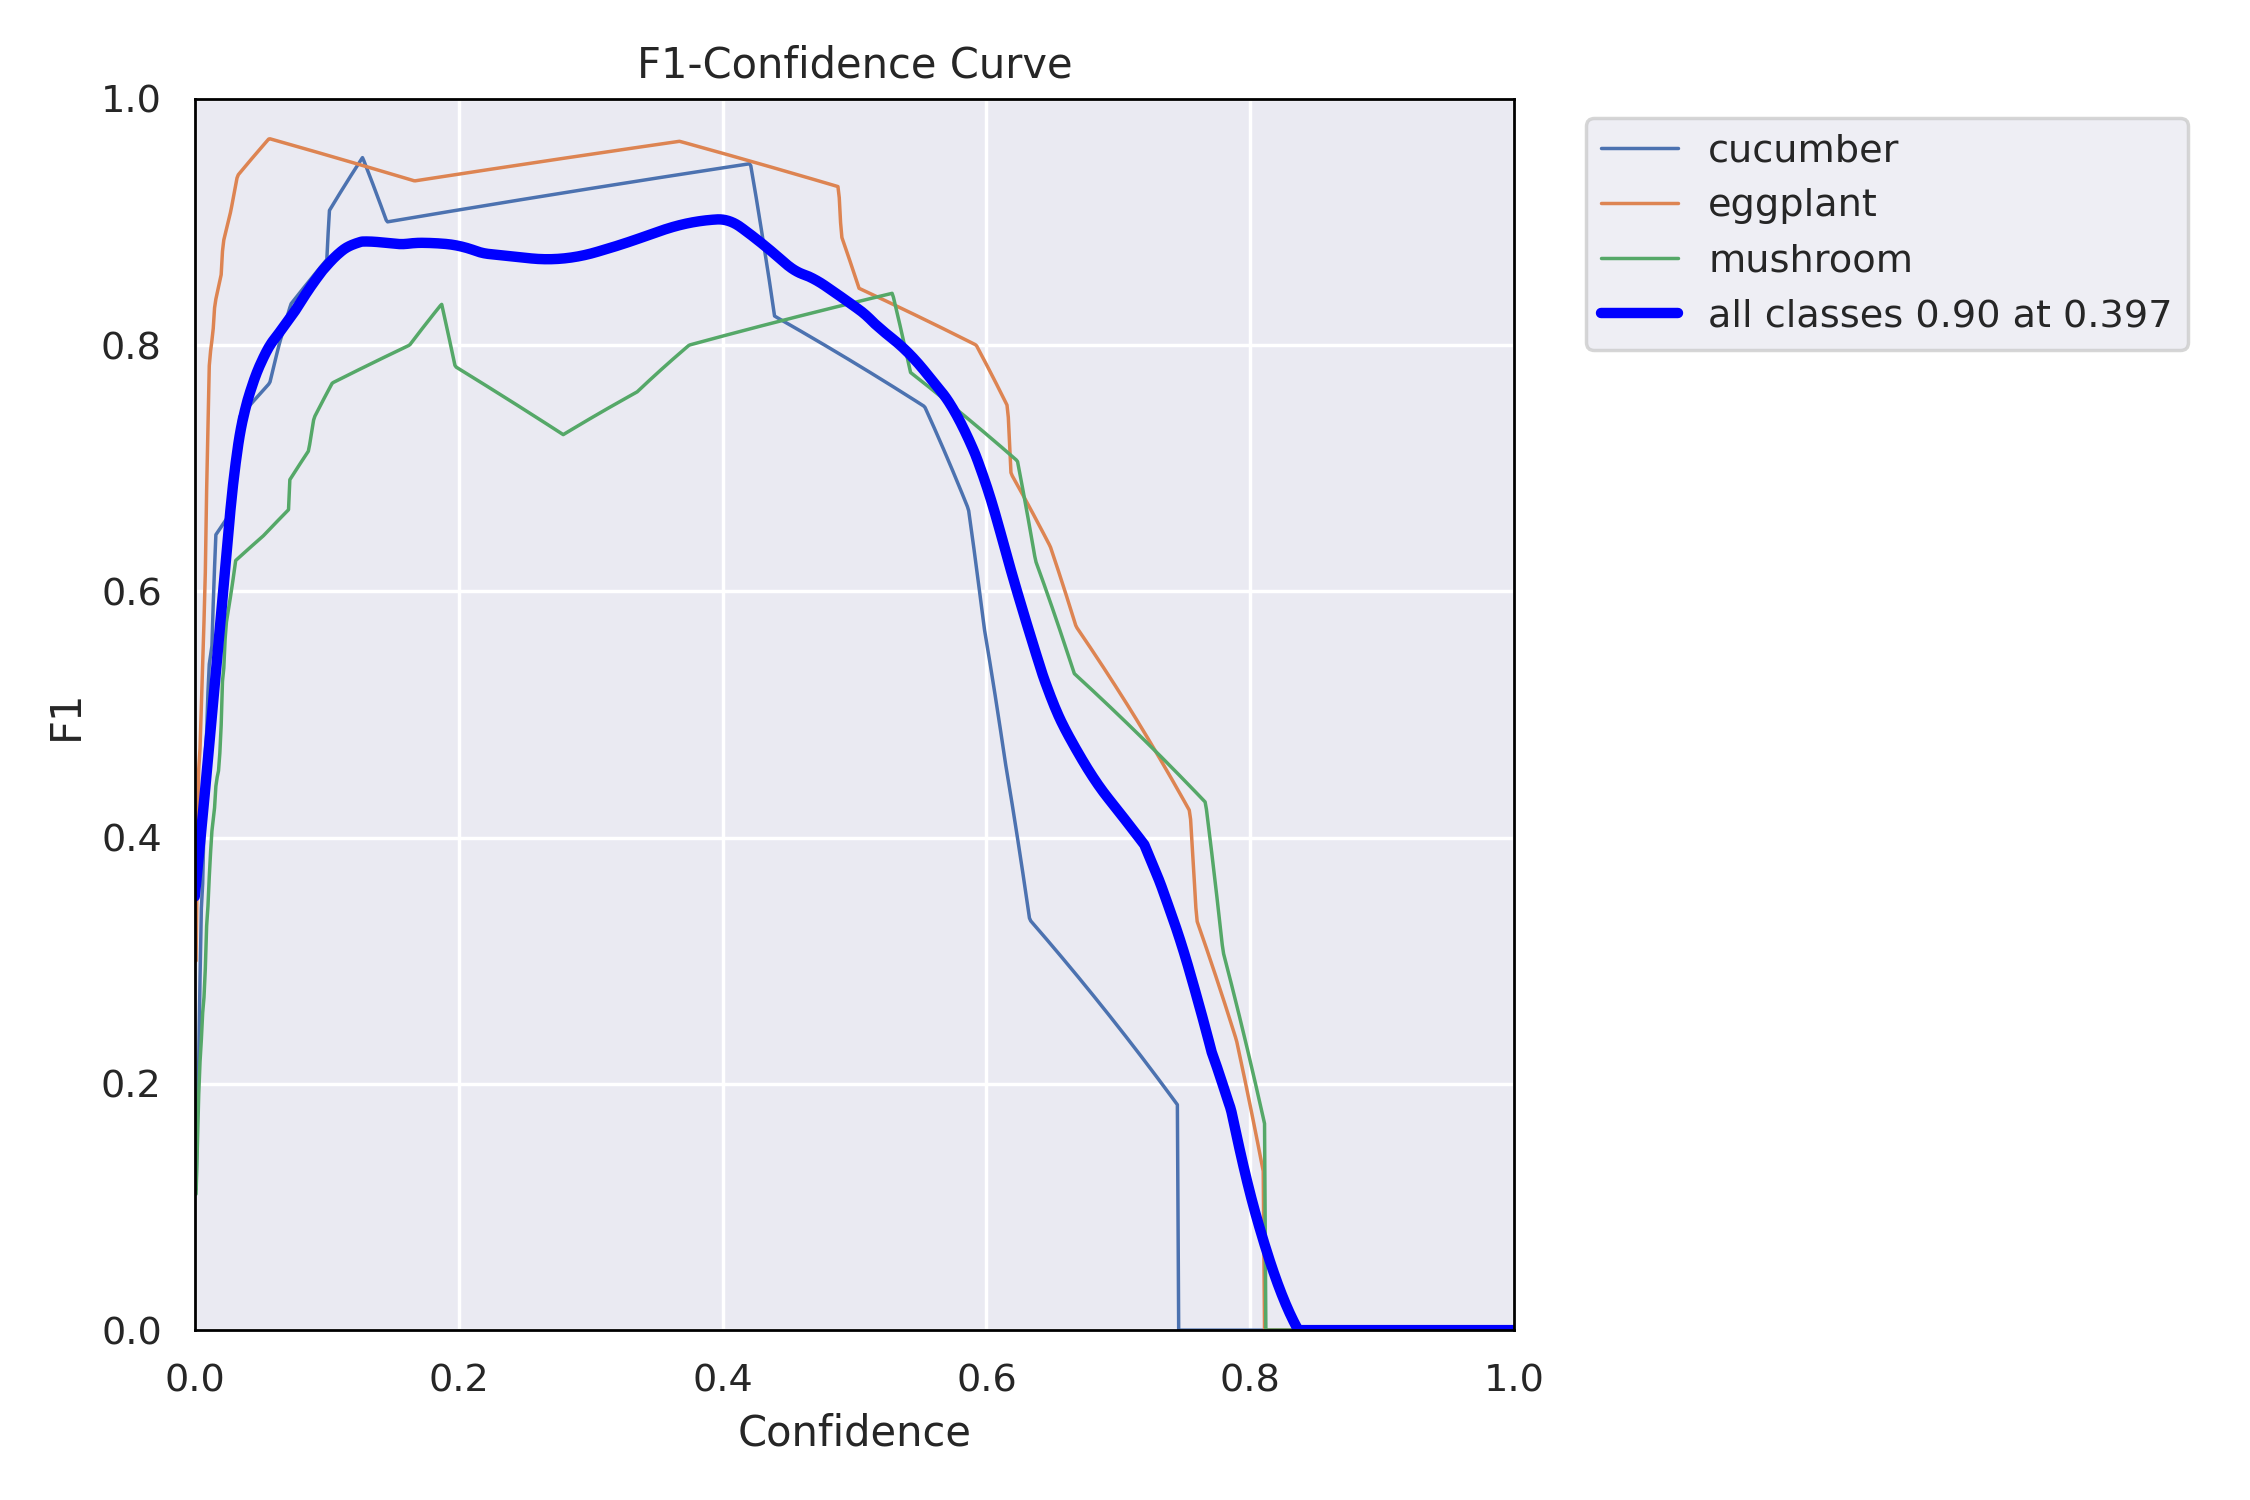 F1-Confidence Curve
1.0
0.8
0.6
0.4
0.2
0.0
F1
0.0 0.2 0.4 0.6 0.8 1.0
Confidence
cucumber
eggplant
mushroom
all classes 0.90 at 0.397